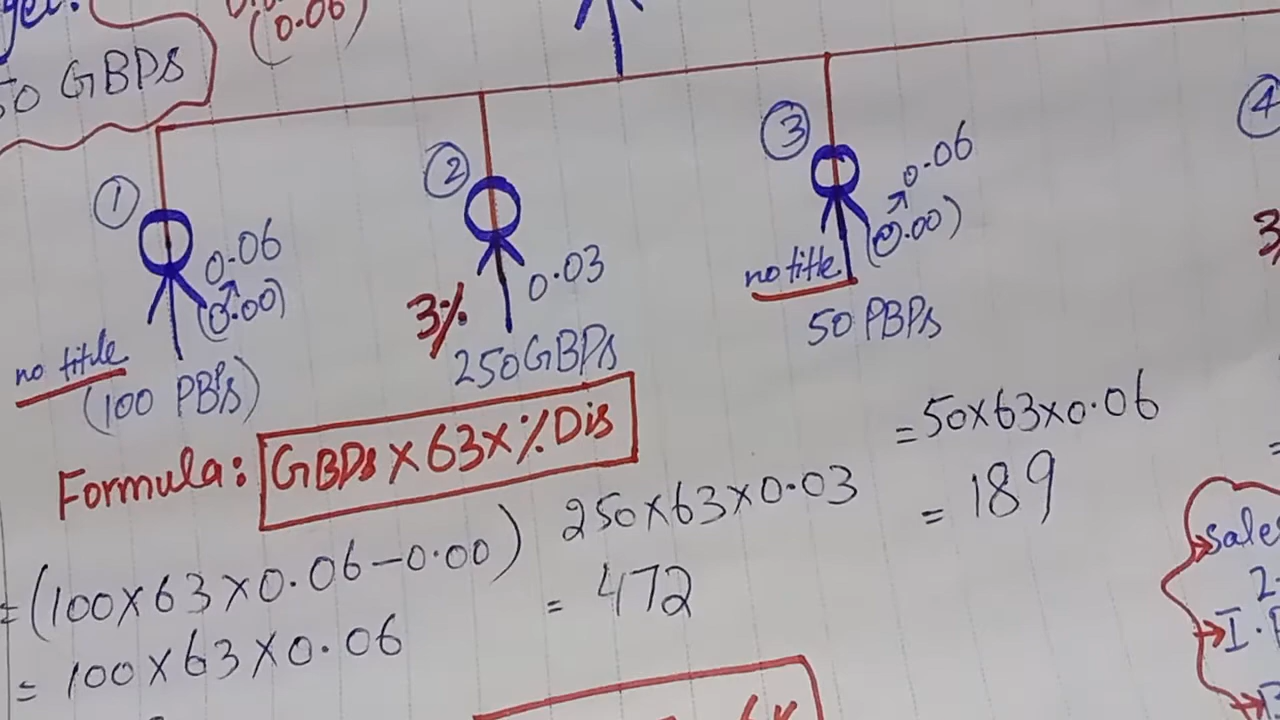 (0.06)
50 GBPs
① 0.06
(0.00)
no title
(100 PBPs)
② 0.03
3%
250GBPs
③ 0.06
(0.00)
no title
50 PBPs
④
Formula: GBPs×63×%Dis
=(100×63×0.06-0.00)
=100×63×0.06
250×63×0.03
= 472
=50×63×0.06
= 189
Sales